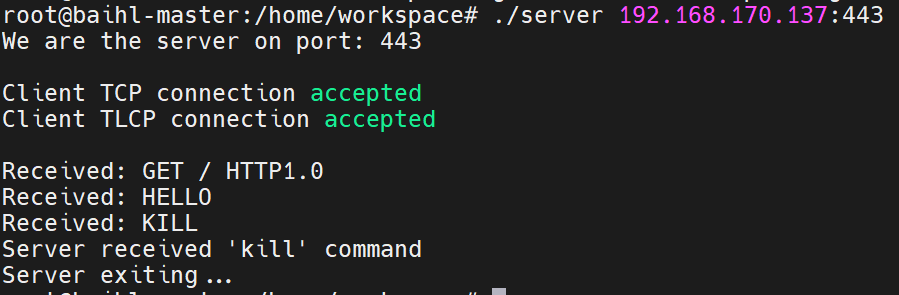 root@baihl-master:/home/workspace# ./server 192.168.170.137:443
We are the server on port: 443
Client TCP connection accepted
Client TLCP connection accepted
Received: GET / HTTP1.0
Received: HELLO
Received: KILL
Server received 'kill' command
Server exiting...